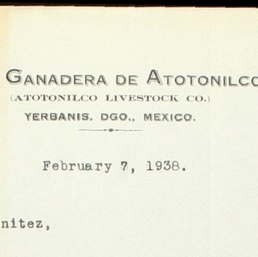 GANADERA DE ATOTONILCO
(ATOTONILCO LIVESTOCK CO.)
YERBANIS, DGO., MEXICO.
February 7, 1938.
nitez,